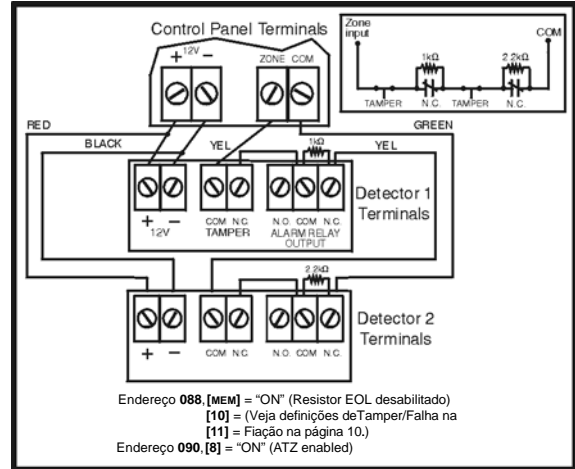 Control Panel Terminals
+ 12V -
ZONE COM
Zone input
COM
1kΩ
2.2kΩ
TAMPER N.C. TAMPER N.C.
RED
BLACK
YEL
1kΩ
YEL
GREEN
Detector 1 Terminals
+ -
12V
COM N.C.
TAMPER
N.O. COM N.C.
ALARM RELAY
OUTPUT
2.2kΩ
Detector 2 Terminals
+ -
COM N.C.
N.O. COM N.C.
Endereço 088, [MEM] = “ON” (Resistor EOL desabilitado)
[10] = (Veja definições deTamper/Falha na
[11] = Fiação na página 10.)
Endereço 090, [8] = “ON” (ATZ enabled)